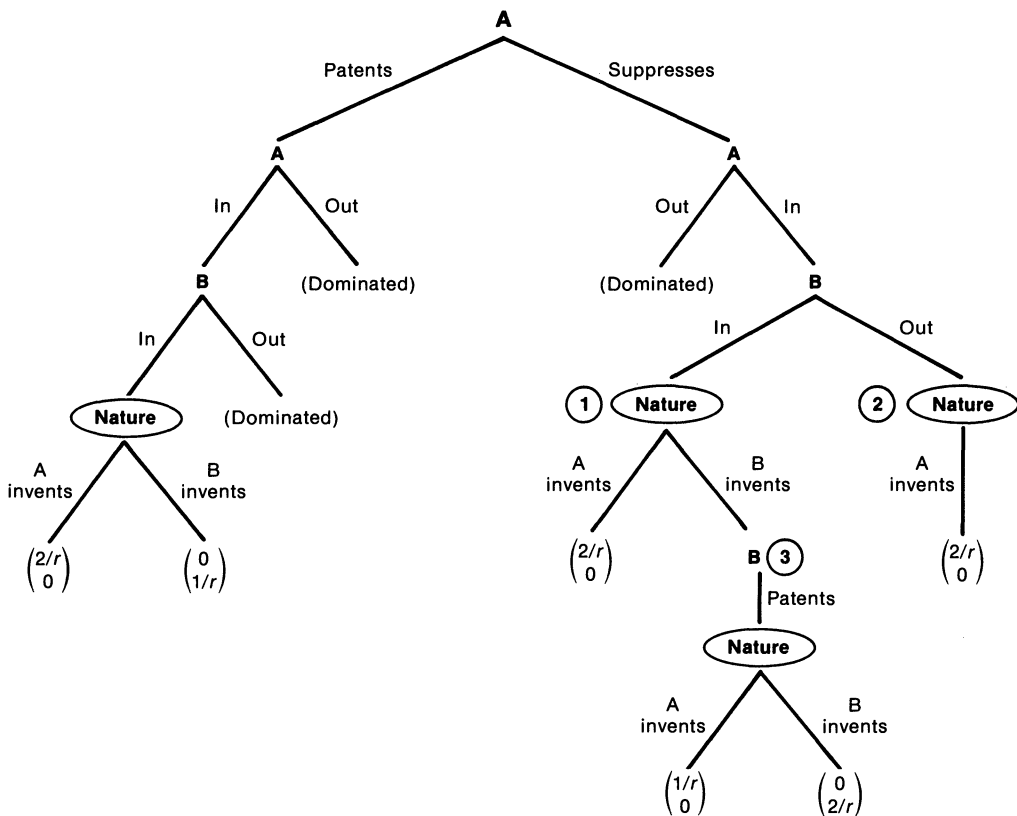 A
Patents
Suppresses
A
A
In
Out
Out
In
B
(Dominated)
(Dominated)
B
In
Out
In
Out
Nature
(Dominated)
1
Nature
2
Nature
A
invents
B
invents
A
invents
B
invents
A
invents
2/r
0
0
1/r
2/r
0
B
3
2/r
0
Patents
Nature
A
invents
B
invents
1/r
0
0
2/r